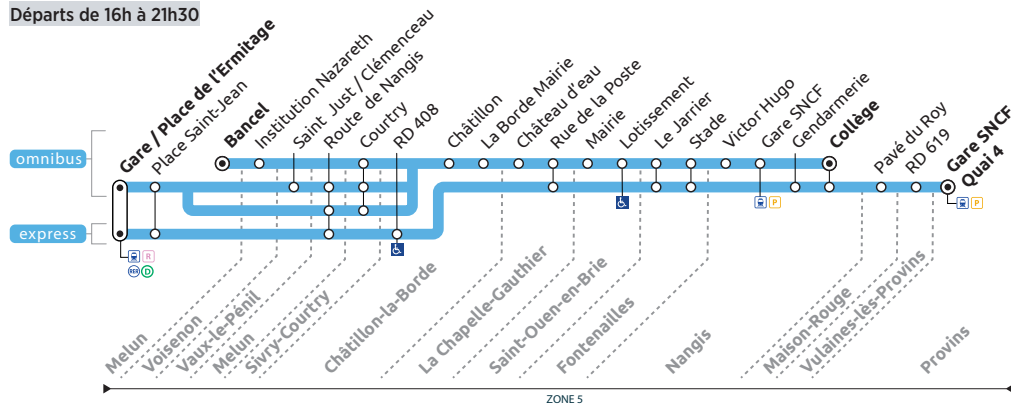 Départs de 16h à 21h30
omnibus
express
Gare / Place de l'Ermitage
Place Saint-Jean
Bancel
Institution Nazareth
Saint Just / Clémenceau
Route de Nangis
Courtry
RD 408
Châtillon
La Borde Mairie
Château d'eau
Rue de la Poste
Mairie
Lotissement
Le Jarrier
Stade
Victor Hugo
Gare SNCF
Gendarmerie
Collège
Pavé du Roy
RD 619
Gare SNCF
Quai 4
R
RER D
P
P
Melun
Voisenon
Vaux-le-Pénil
Melun
Sivry-Courtry
Châtillon-la-Borde
La Chapelle-Gauthier
Saint-Ouen-en-Brie
Fontenailles
Nangis
Maison-Rouge
Vulaines-lès-Provins
Provins
ZONE 5